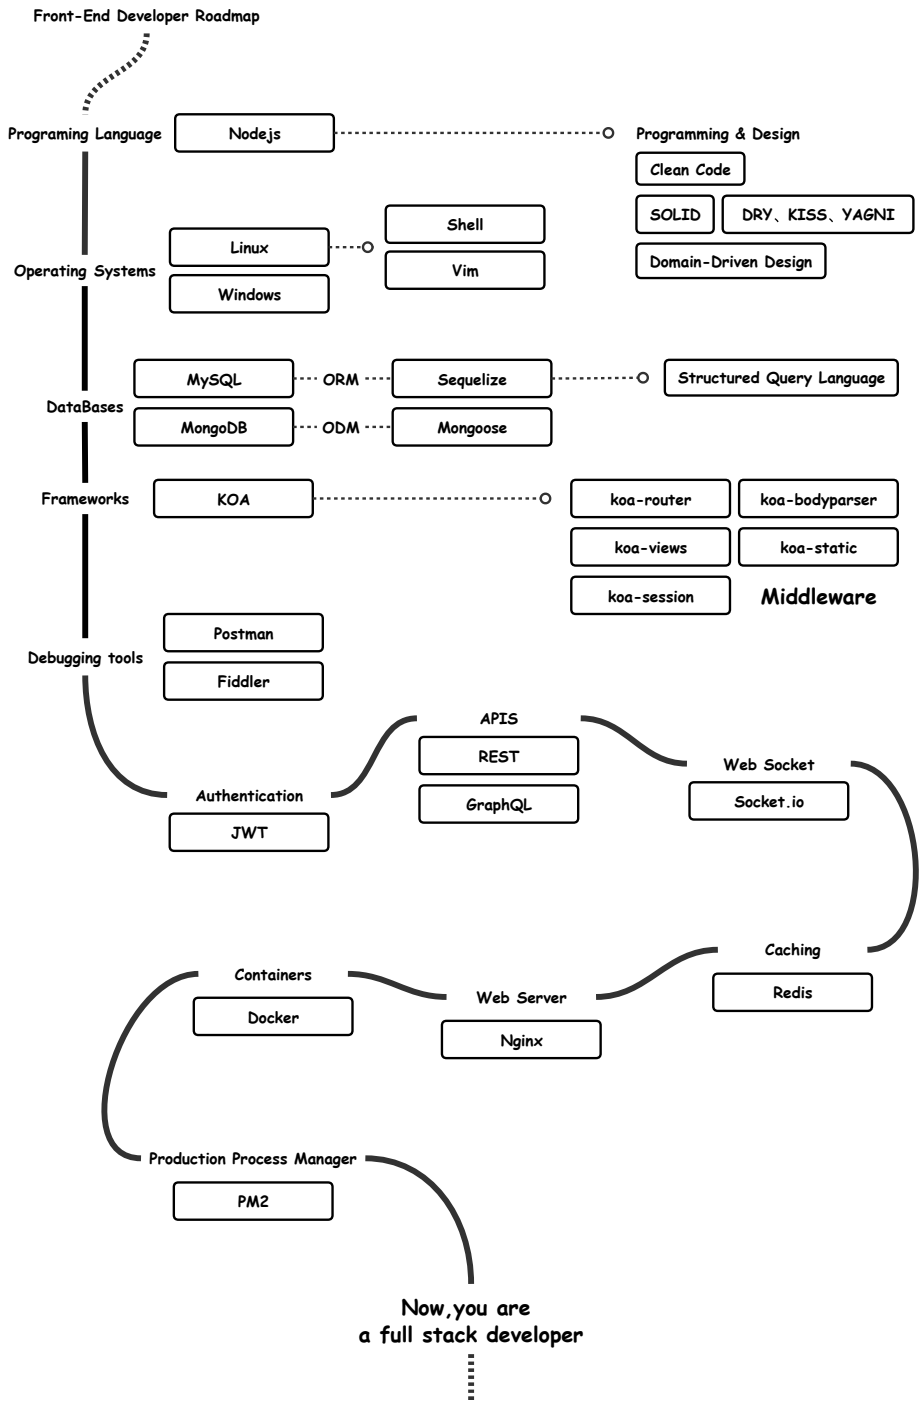 Front-End Developer Roadmap
Programing Language
Nodejs
Programming & Design
Clean Code
SOLID
DRY、KISS、YAGNI
Domain-Driven Design
Operating Systems
Linux
Windows
Shell
Vim
DataBases
MySQL
ORM
Sequelize
Structured Query Language
MongoDB
ODM
Mongoose
Frameworks
KOA
koa-router
koa-bodyparser
koa-views
koa-static
koa-session
Middleware
Debugging tools
Postman
Fiddler
Authentication
JWT
APIS
REST
GraphQL
Web Socket
Socket.io
Caching
Redis
Web Server
Nginx
Containers
Docker
Production Process Manager
PM2
Now,you are
a full stack developer